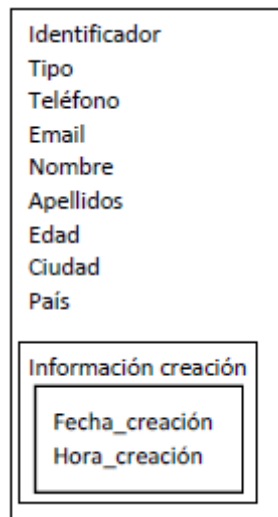 Identificador
Tipo
Teléfono
Email
Nombre
Apellidos
Edad
Ciudad
País
Información creación
Fecha_creación
Hora_creación